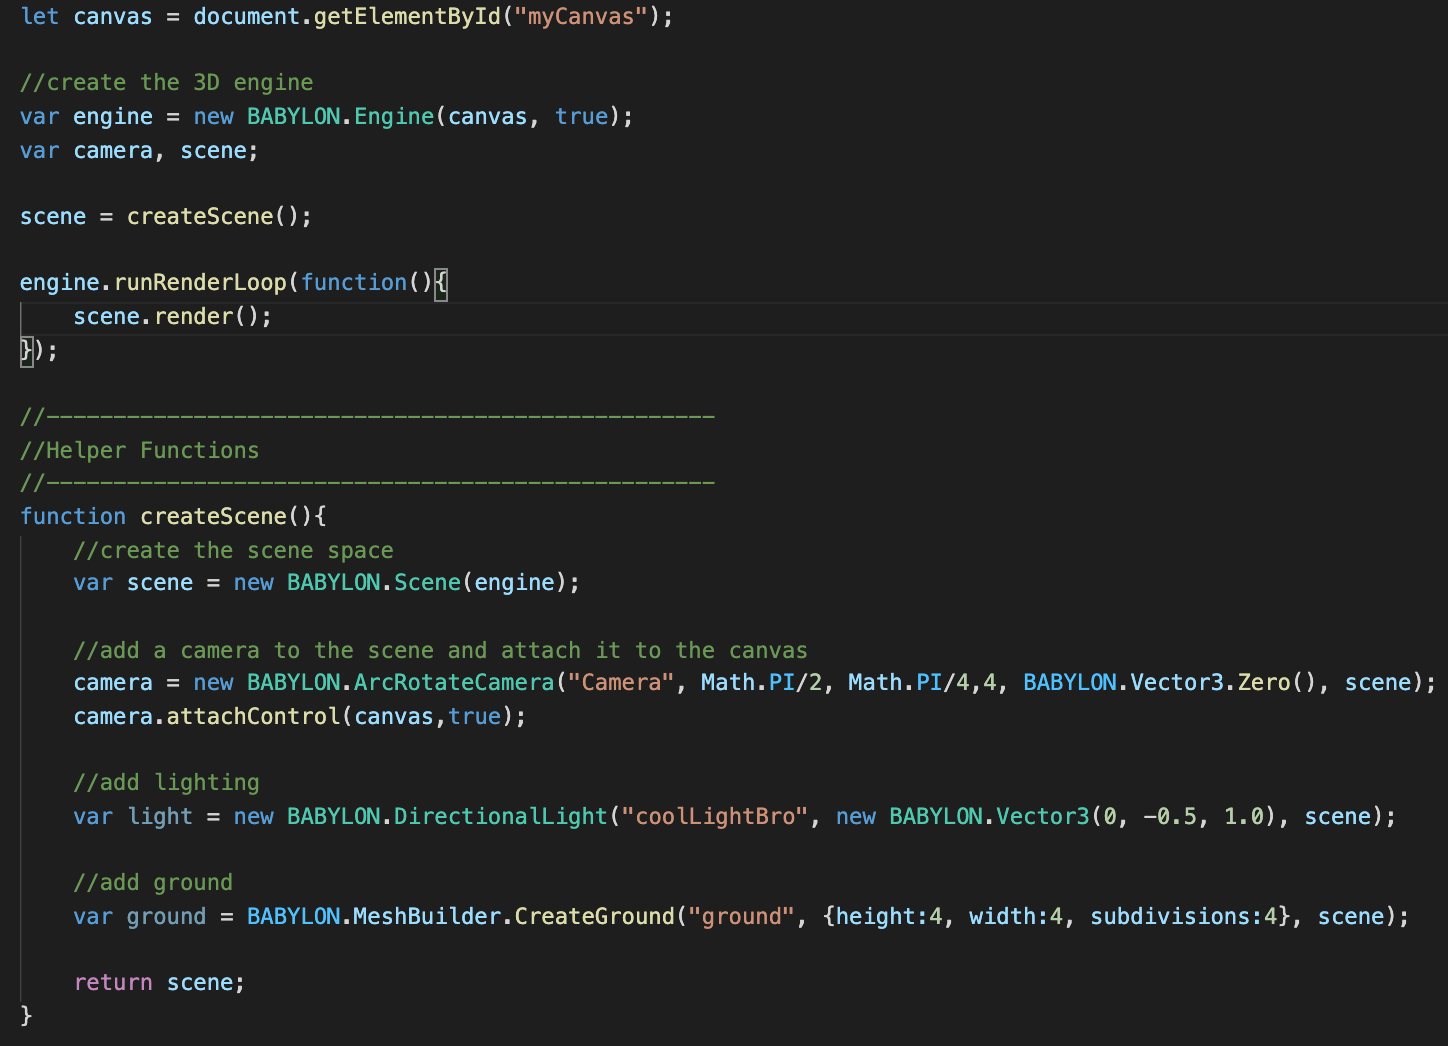 let canvas = document.getElementById("myCanvas");
//create the 3D engine
var engine = new BABYLON.Engine(canvas, true);
var camera, scene;
scene = createScene();
engine.runRenderLoop(function(){
    scene.render();
});
//--------------------------------------------------
//Helper Functions
//--------------------------------------------------
function createScene(){
    //create the scene space
    var scene = new BABYLON.Scene(engine);
    //add a camera to the scene and attach it to the canvas
    camera = new BABYLON.ArcRotateCamera("Camera", Math.PI/2, Math.PI/4,4, BABYLON.Vector3.Zero(), scene);
    camera.attachControl(canvas,true);
    //add lighting
    var light = new BABYLON.DirectionalLight("coolLightBro", new BABYLON.Vector3(0, -0.5, 1.0), scene);
    //add ground
    var ground = BABYLON.MeshBuilder.CreateGround("ground", {height:4, width:4, subdivisions:4}, scene);
    return scene;
}